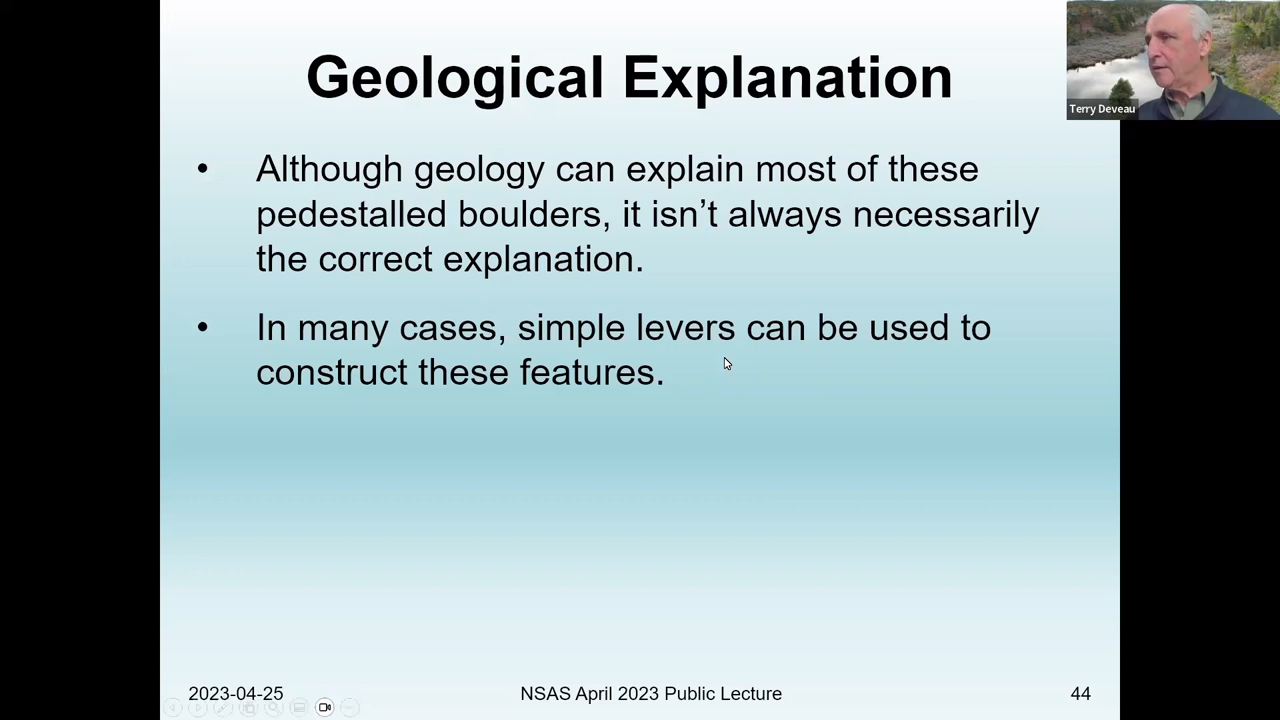 Geological Explanation
Terry Deveau
• Although geology can explain most of these
pedestalled boulders, it isn’t always necessarily
the correct explanation.
• In many cases, simple levers can be used to
construct these features.
2023-04-25
NSAS April 2023 Public Lecture
44